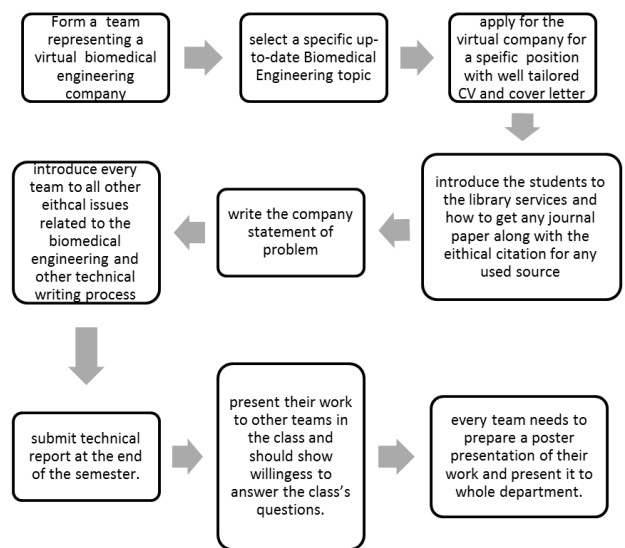 Form a team
representing a
virtual biomedical
engineering
company
select a specific up-
to-date Biomedical
Engineering topic
apply for the
virtual company for
a speific position
with well tailored
CV and cover letter
introduce the students to
the library services and
how to get any journal
paper along with the
eithical citation for any
used source
write the company
statement of
problem
introduce every
team to all other
eithcal issues
related to the
biomedical
engineering and
other technical
writing process
submit technical
report at the end
of the semester.
present their work
to other teams in
the class and
should show
willingess to
answer the class's
questions.
every team needs to
prepare a poster
presentation of their
work and present it to
whole department.